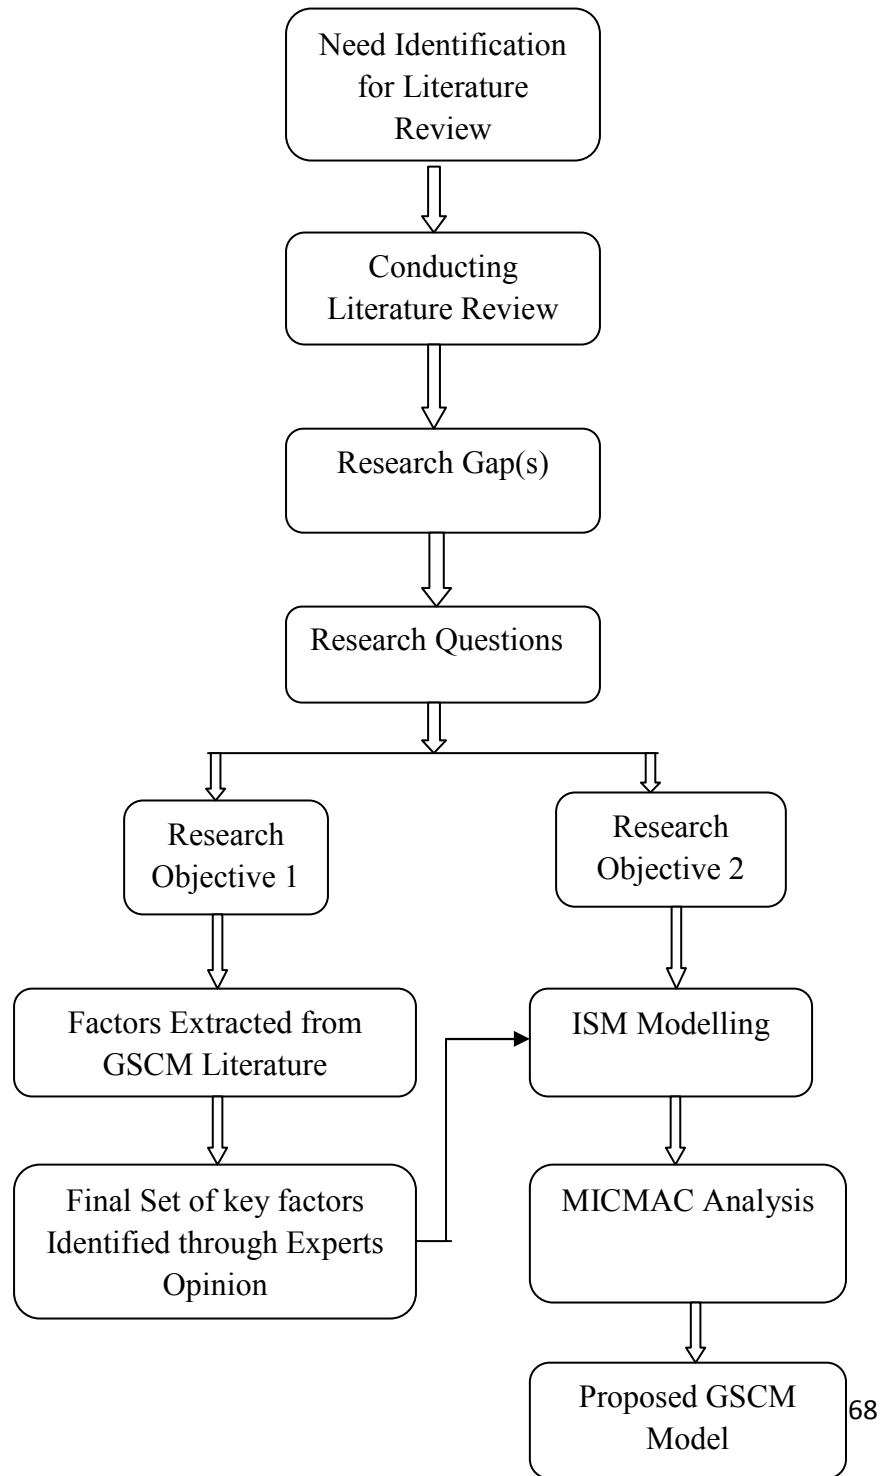 Need Identification
for Literature
Review
Conducting
Literature Review
Research Gap(s)
Research Questions
Research
Objective 1
Research
Objective 2
Factors Extracted from
GSCM Literature
ISM Modelling
Final Set of key factors
Identified through Experts
Opinion
MICMAC Analysis
Proposed GSCM
Model
68